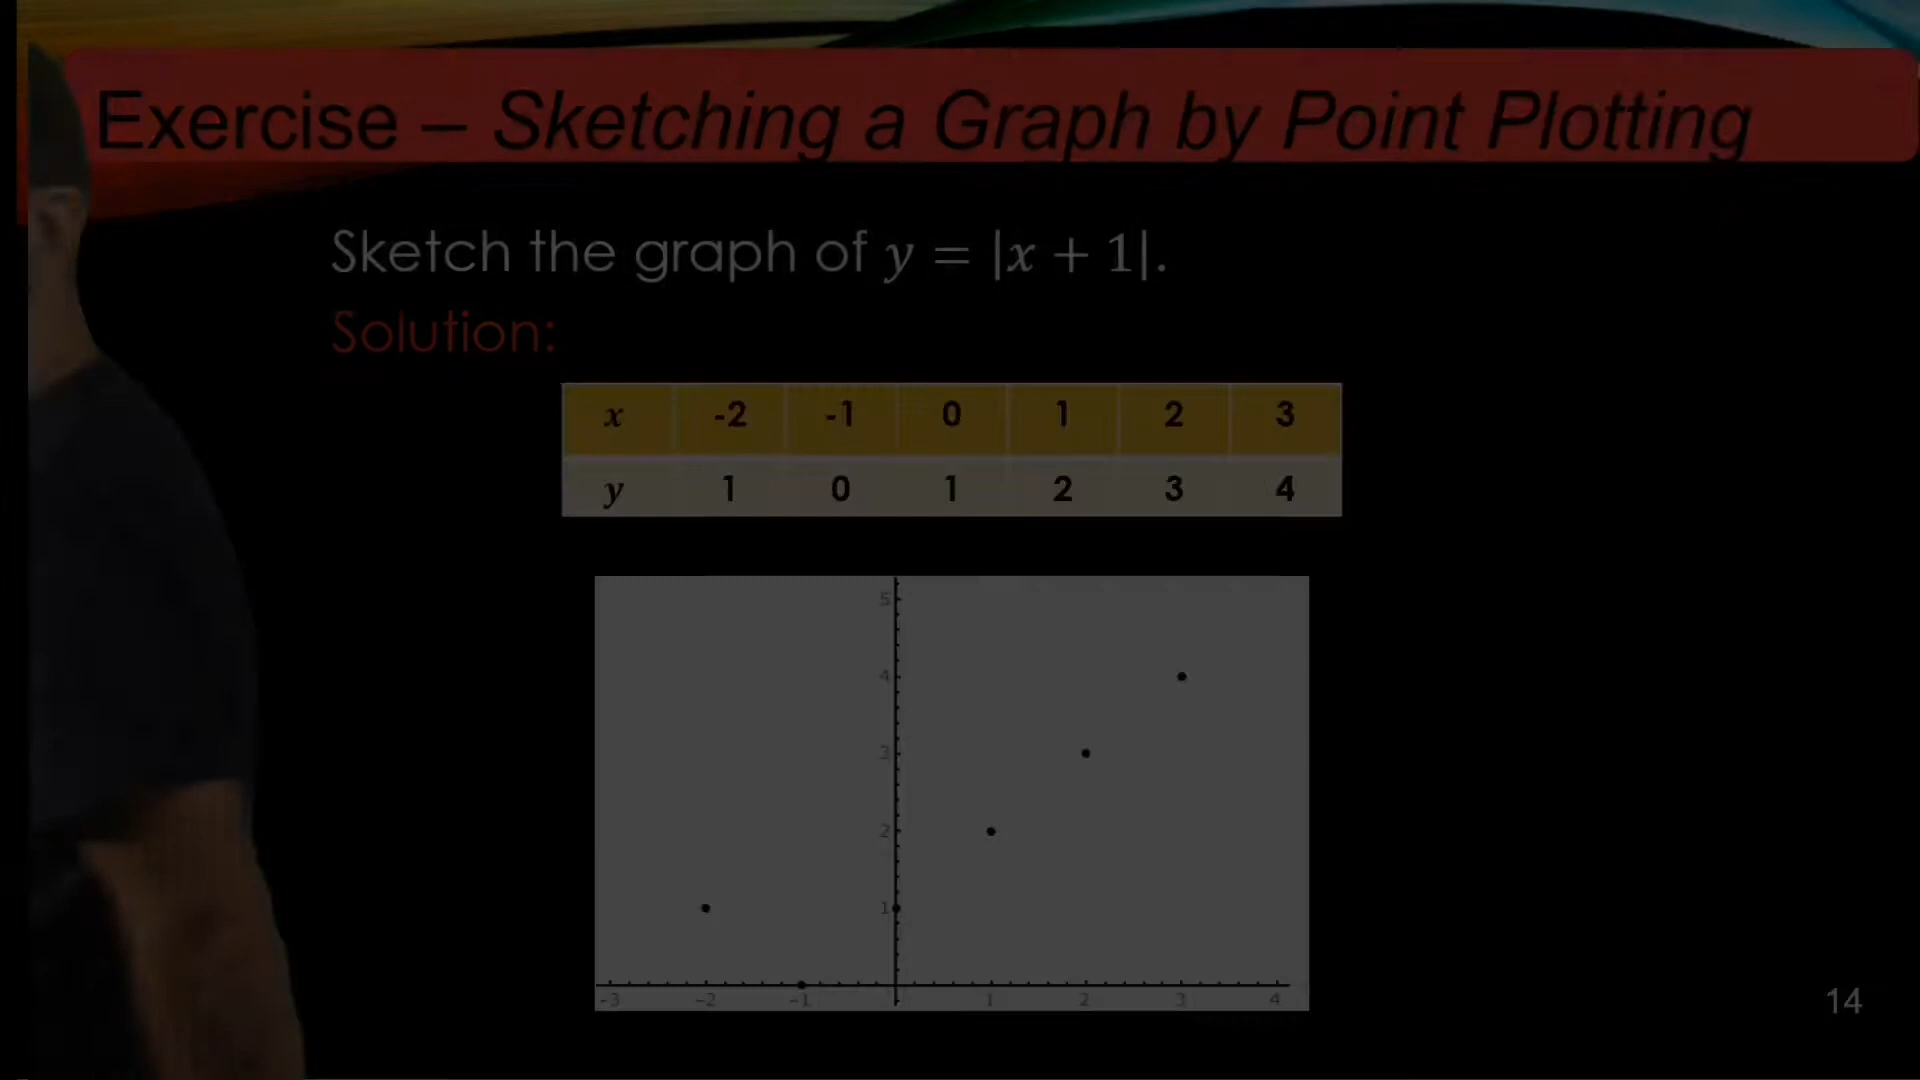 Exercise – Sketching a Graph by Point Plotting
Sketch the graph of y = |x + 1|.
Solution:
x -2 -1 0 1 2 3
y 1 0 1 2 3 4
5
4
3
2
1
-3 -2 -1 1 2 3 4
14